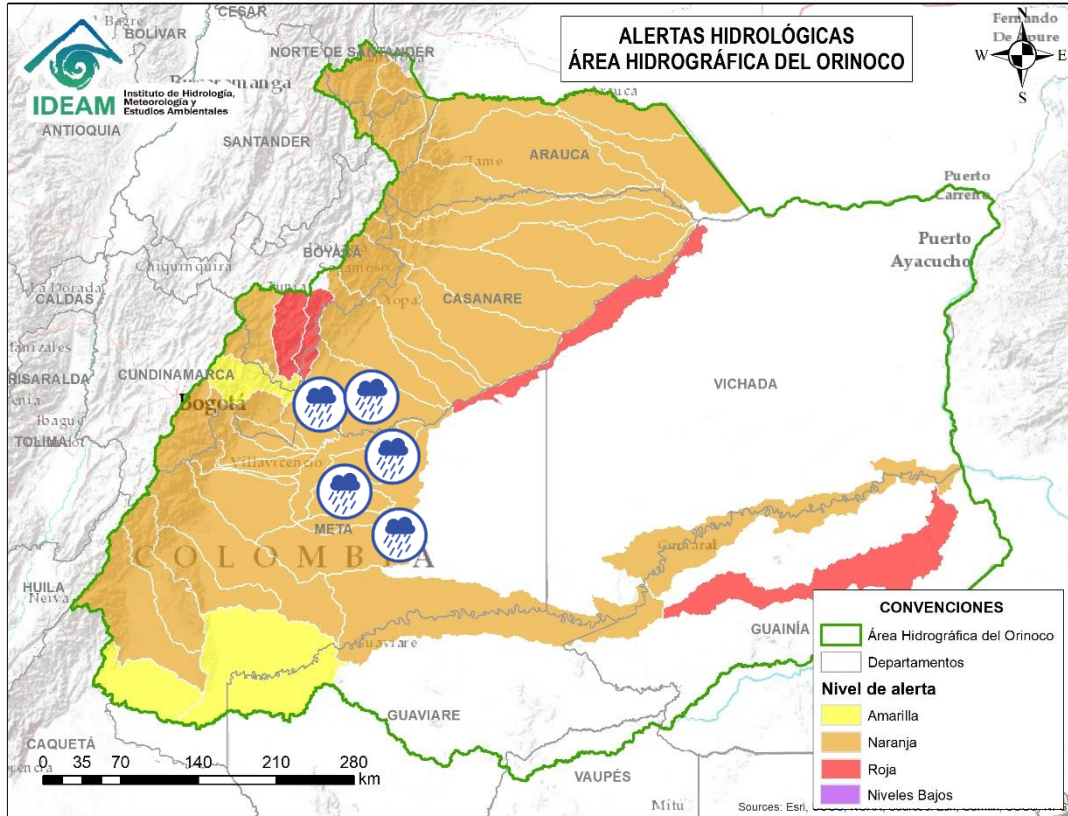 ALERTAS HIDROLÓGICAS
ÁREA HIDROGRÁFICA DEL ORINOCO
N
W
E
S
IDEAM
Instituto de Hidrología,
Meteorología y
Estudios Ambientales
CESAR
BOLÍVAR
NORTE DE SANTANDER
Fernando
De Apure
ANTIOQUIA
SANTANDER
Arauca
ARAUCA
Tame
Puerto
Carreño
Puerto
Ayacucho
BOYACÁ
Chiquinquira
La Dorada
CALDAS
Tunja
Yopal
CASANARE
RISARALDA
CUNDINAMARCA
Bogotá
VICHADA
Ibague
TOLIMA
Villavicencio
META
COLOMBIA
HUILA
Neiva
GUAINÍA
GUAVIARE
CAQUETÁ
VAUPÉS
Mitú
0 35 70 140 210 280
km
CONVENCIONES
Área Hidrográfica del Orinoco
Departamentos
Nivel de alerta
Amarilla
Naranja
Roja
Niveles Bajos
Sources: Esri,